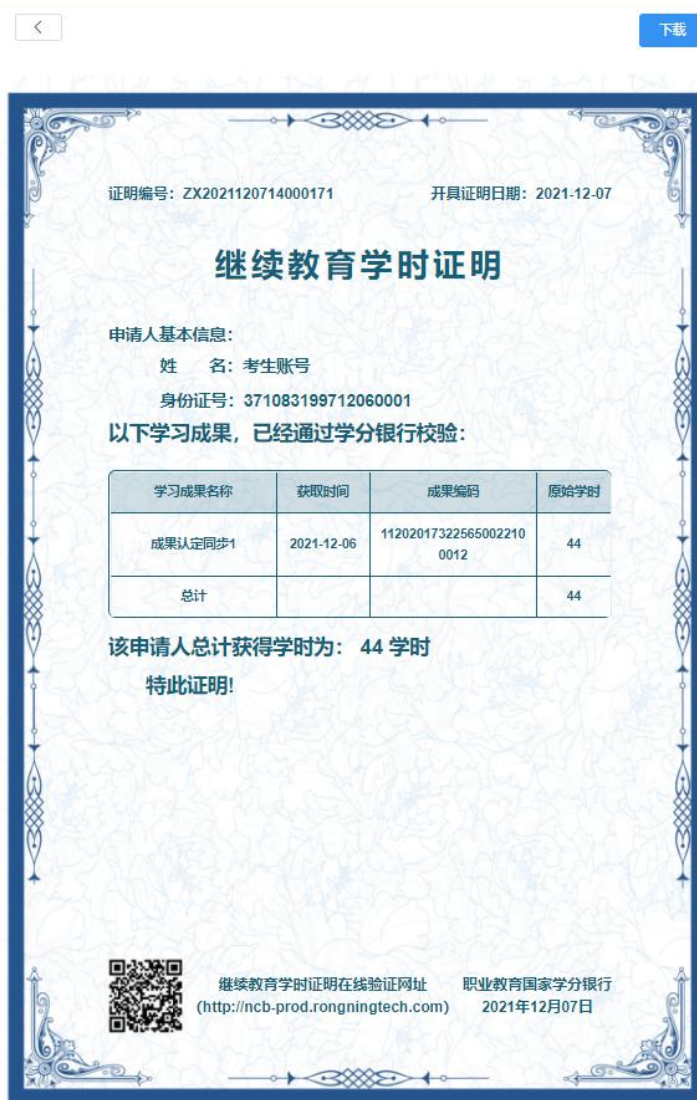 下载
证明编号：ZX2021120714000171 开具证明日期：2021-12-07
继续教育学时证明
申请人基本信息：
姓 名：考生账号
身份证号：371083199712060001
以下学习成果，已经通过学分银行校验：
学习成果名称 获取时间 成果编码 原始学时
成果认定同步1 2021-12-06 11202017322565002210 44
0012
总计 44
该申请人总计获得学时为： 44 学时
特此证明!
继续教育学时证明在线验证网址 职业教育国家学分银行
(http://ncb-prod.rongningtech.com) 2021年12月07日